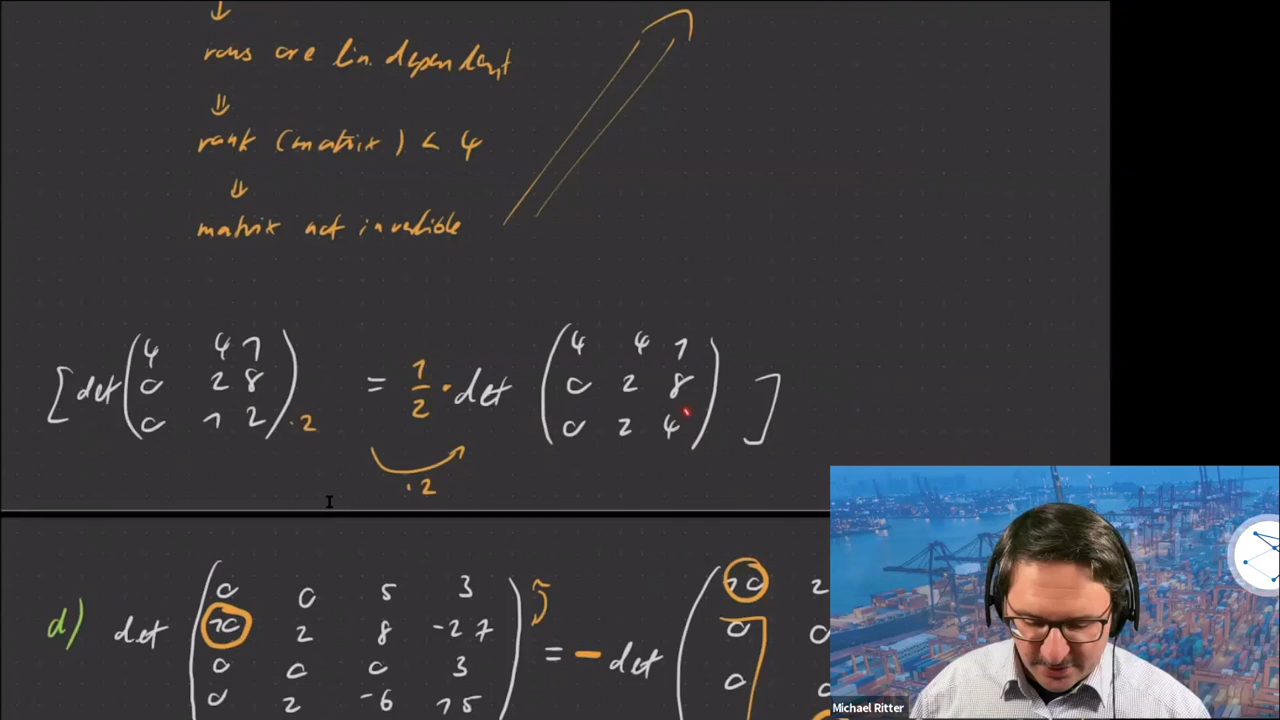 ⇓
rows are lin. dependent
⇓
rank (matrix) < 4
⇓
matrix not invertible
[det ( 4 4 1 ) = 1/2 · det ( 4 4 1 ) ]
0 2 8 0 2 8
0 1 2 · 2 0 2 4
· 2
d) det ( 0 0 5 3 ) = - det ( 10 2
10 2 8 -27 0 0
0 0 0 3 0
0 2 -6 15
Michael Ritter